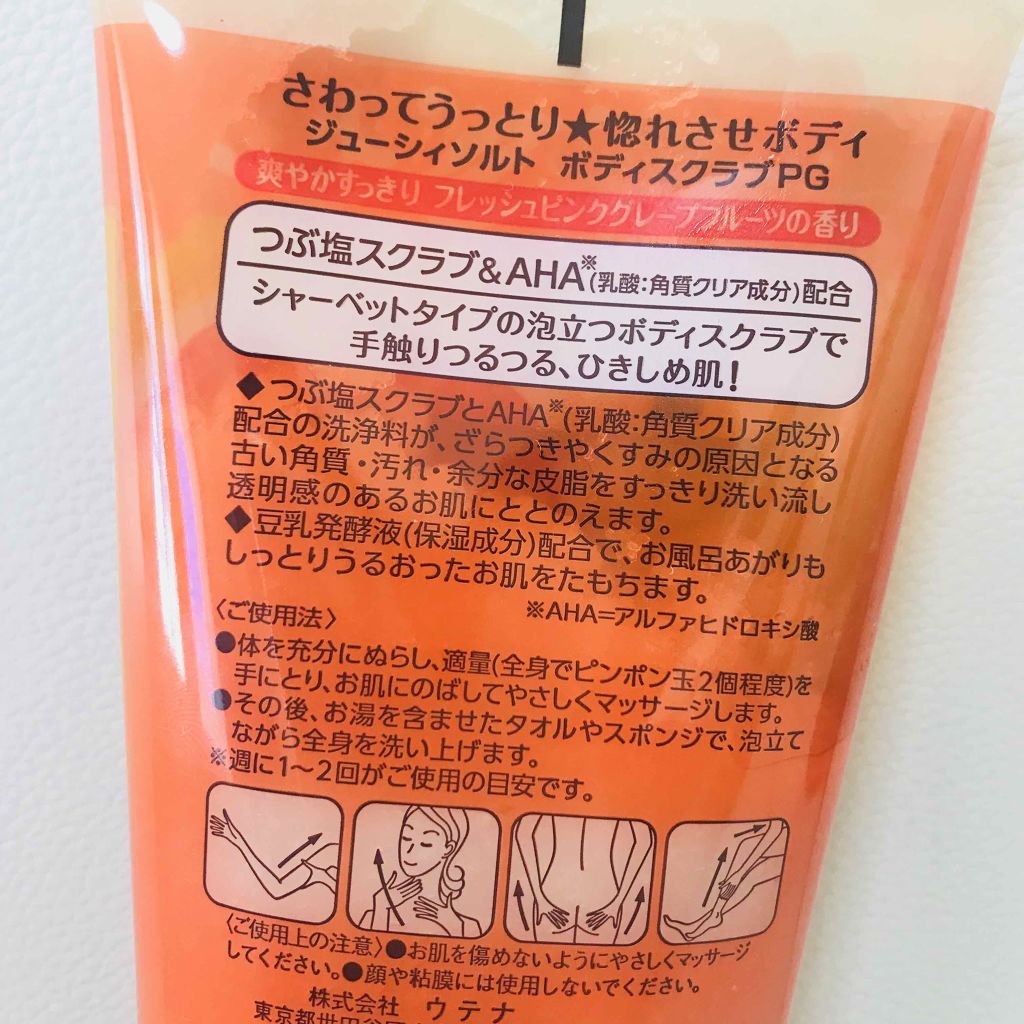 さわってうっとり★惚れさせボディ
ジューシィソルト ボディスクラブPG
爽やかすっきり フレッシュピンクグレープフルーツの香り
つぶ塩スクラブ&AHA※(乳酸:角質クリア成分)配合
シャーベットタイプの泡立つボディスクラブで
手触りつるつる、ひきしめ肌!
◆つぶ塩スクラブとAHA※(乳酸:角質クリア成分)
配合の洗浄料が、ざらつきやくすみの原因となる
古い角質・汚れ・余分な皮脂をすっきり洗い流し
透明感のあるお肌にととのえます。
◆豆乳発酵液(保湿成分)配合で、お風呂あがりも
しっとりうるおったお肌をたもちます。
※AHA=アルファヒドロキシ酸
〈ご使用法〉
●体を充分にぬらし、適量(全身でピンポン玉2個程度)を
手にとり、お肌にのばしてやさしくマッサージします。
●その後、お湯を含ませたタオルやスポンジで、泡立て
ながら全身を洗い上げます。
※週に1〜2回がご使用の目安です。
〈ご使用上の注意〉●お肌を傷めないようにやさしくマッサージ
してください。●顔や粘膜には使用しないでください。
株式会社 ウテナ
東京都世田谷区